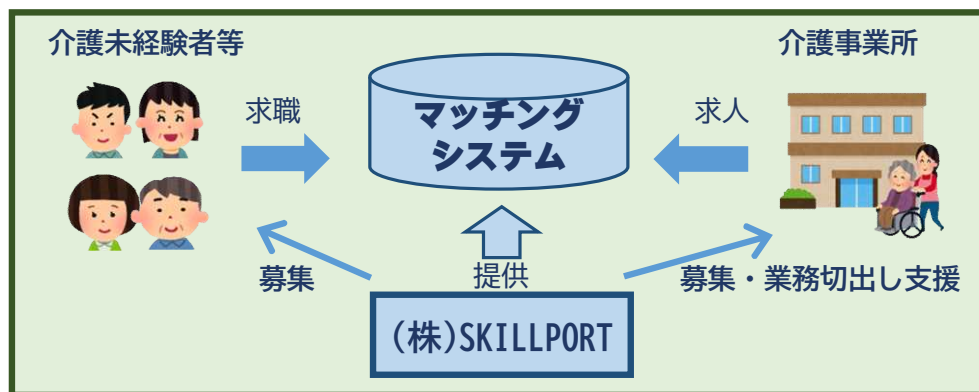 介護未経験者等
介護事業所
求職
マッチング
システム
求人
募集
提供
募集・業務切出し支援
(株)SKILLPORT